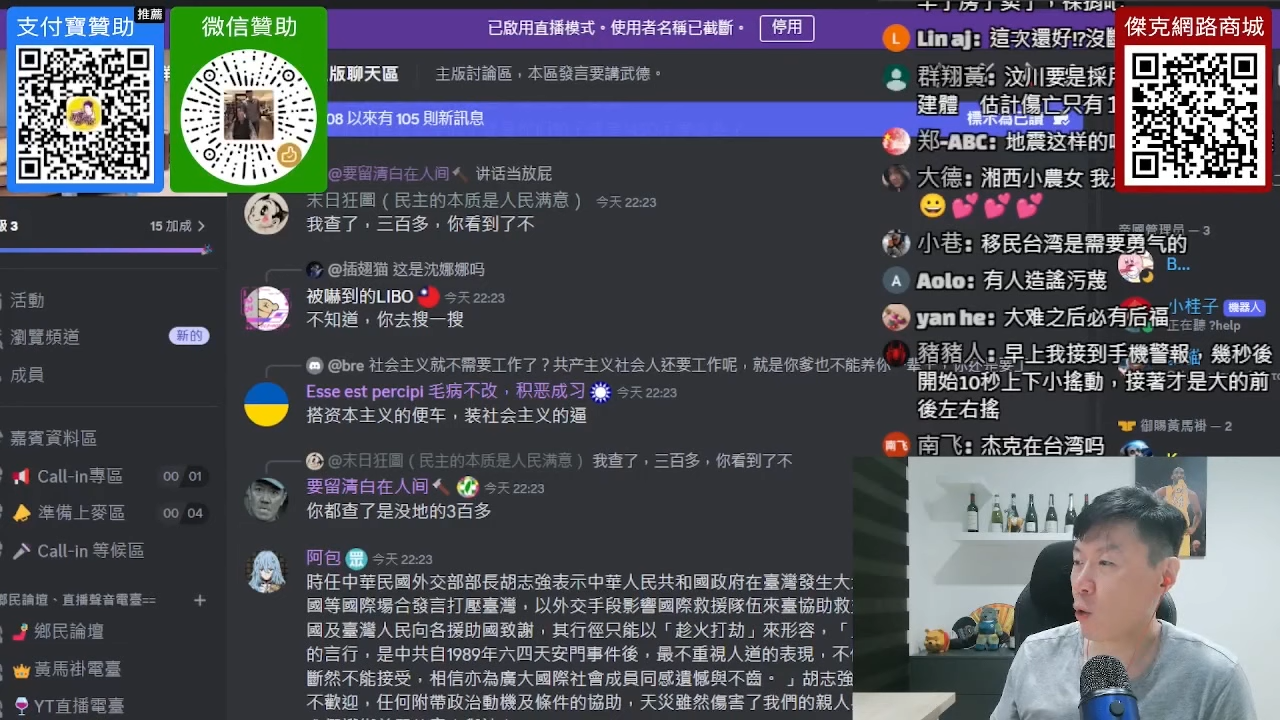 支付寶贊助
推薦
微信贊助
已啟用直播模式。使用者名稱已截斷。
停用
傑克網路商城
版聊天區
主版討論區，本區發言要講武德。
08 以來有 105 則新訊息
標示為已讀
@要留清白在人间🔨 讲话当放屁
末日狂圖（民主的本质是人民满意） 今天 22:23
我查了，三百多，你看到了不
@插翅猫 这是沈娜娜吗
被嚇到的LIBO 今天 22:23
不知道，你去搜一搜
@bre 社会主义就不需要工作了？共产主义社会人还要工作呢，就是你爹也不能养你一辈子，你还是要
Esse est percipi 毛病不改，积恶成习 今天 22:23
搭资本主义的便车，装社会主义的逼
@末日狂圖（民主的本质是人民满意） 我查了，三百多，你看到了不
要留清白在人间🔨 今天 22:23
你都查了是没地的3百多
阿包 眾 今天 22:23
時任中華民國外交部部長胡志強表示中華人民共和國政府在臺灣發生大
國等國際場合發言打壓臺灣，以外交手段影響國際救援隊伍來臺協助救
國及臺灣人民向各援助國致謝，其行徑只能以「趁火打劫」來形容，「
的言行，是中共自1989年六四天安門事件後，最不重視人道的表現，不
斷然不能接受，相信亦為廣大國際社會成員同感遺憾與不齒。」胡志強
不歡迎，任何附帶政治動機及條件的協助，天災雖然傷害了我們的親人
級 3
15 加成
活動
瀏覽頻道
新的
成員
嘉賓資料區
Call-in專區 00 01
準備上麥區 00 04
Call-in 等候區
鄉民論壇、直播聲音電臺==
鄉民論壇
黃馬褂電臺
YT直播電臺
Lin aj: 這次還好!?沒斷
群翔黃: 汶川要是採用
建體 估計傷亡只有 1
郑-ABC: 地震这样的
大德: 湘西小農女 我
😀💕💕💕
小巷: 移民台湾是需要勇气的
Aolo: 有人造謠污蔑
yan he: 大难之后必有后福
豬豬人: 早上我接到手機警報，幾秒後
開始10秒上下小搖動，接著才是大的前
後左右搖
南飞: 杰克在台湾吗
南飞
帝國管理員 — 3
B...
小桂子 機器人
正在聽 ?help
御賜黃馬褂 — 2